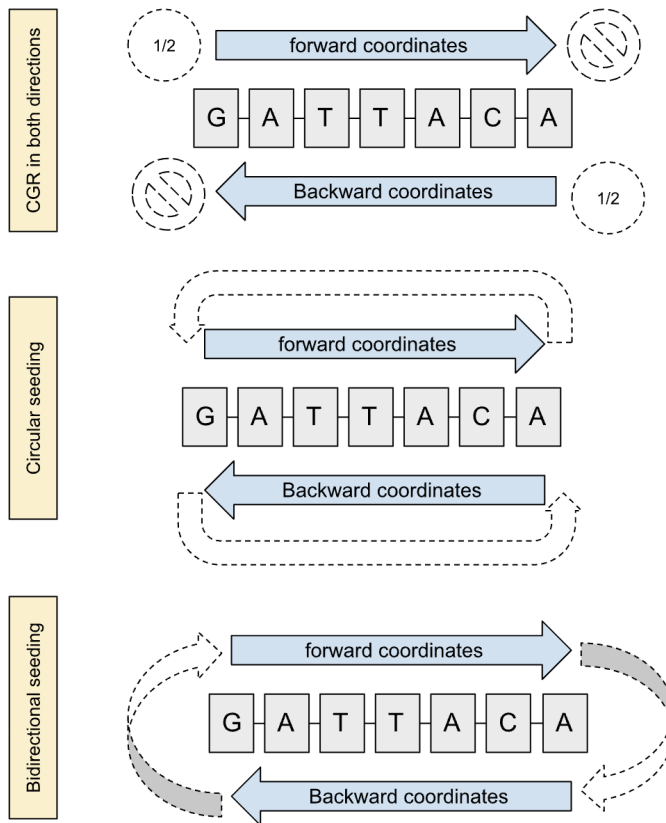 CGR in both directions
1/2
forward coordinates
G A T T A C A
Backward coordinates
1/2
Circular seeding
forward coordinates
G A T T A C A
Backward coordinates
Bidirectional seeding
forward coordinates
G A T T A C A
Backward coordinates